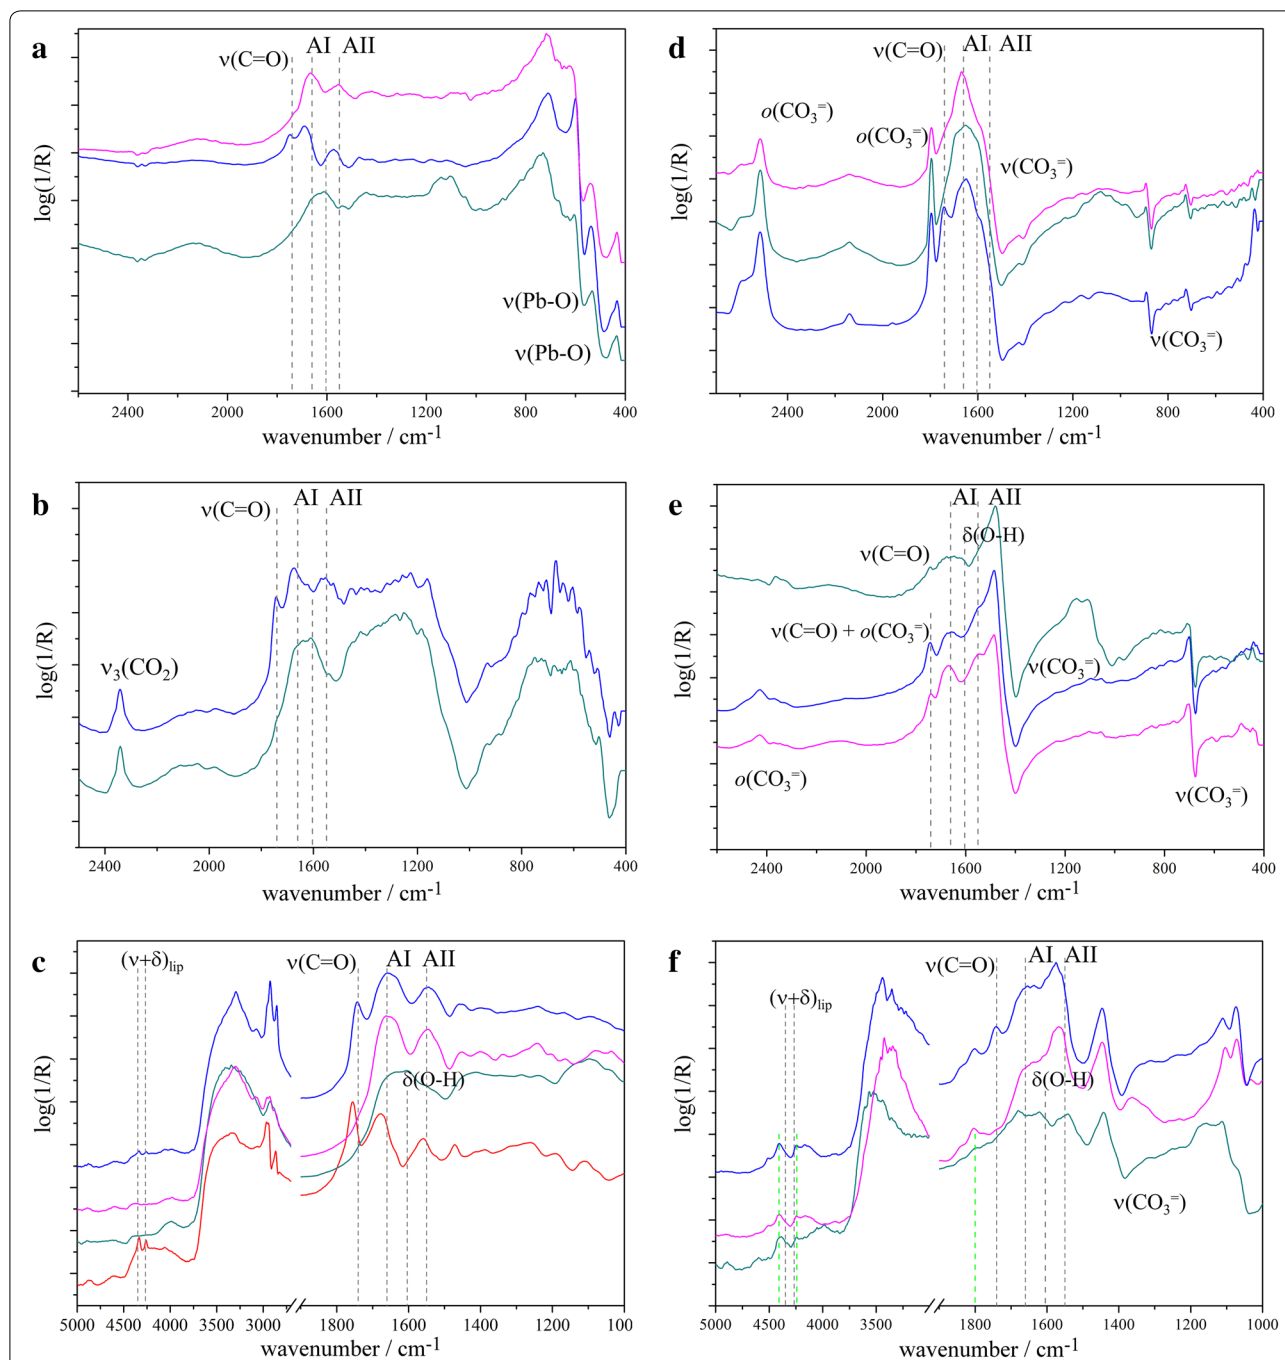 a
ν(C=O)
AI
AII
log(1/R)
ν(Pb-O)
ν(Pb-O)
2400 2000 1600 1200 800 400
wavenumber / cm-1
d
ν(C=O)
AI
AII
o(CO3=)
o(CO3=)
ν(CO3=)
log(1/R)
ν(CO3=)
2400 2000 1600 1200 800 400
wavenumber / cm-1
b
ν(C=O)
AI
AII
log(1/R)
ν3(CO2)
2400 2000 1600 1200 800 400
wavenumber / cm-1
e
AI
AII
δ(O-H)
ν(C=O)
ν(C=O) + o(CO3=)
log(1/R)
ν(CO3=)
o(CO3=)
ν(CO3=)
2400 2000 1600 1200 800 400
wavenumber / cm-1
c
(ν+δ)lip
ν(C=O)
AI
AII
log(1/R)
δ(O-H)
5000 4500 4000 3500 3000 1800 1600 1400 1200 100
wavenumber / cm-1
f
ν(C=O)
AI
AII
(ν+δ)lip
log(1/R)
δ(O-H)
ν(CO3=)
5000 4500 4000 3500 1800 1600 1400 1200 1000
wavenumber / cm-1